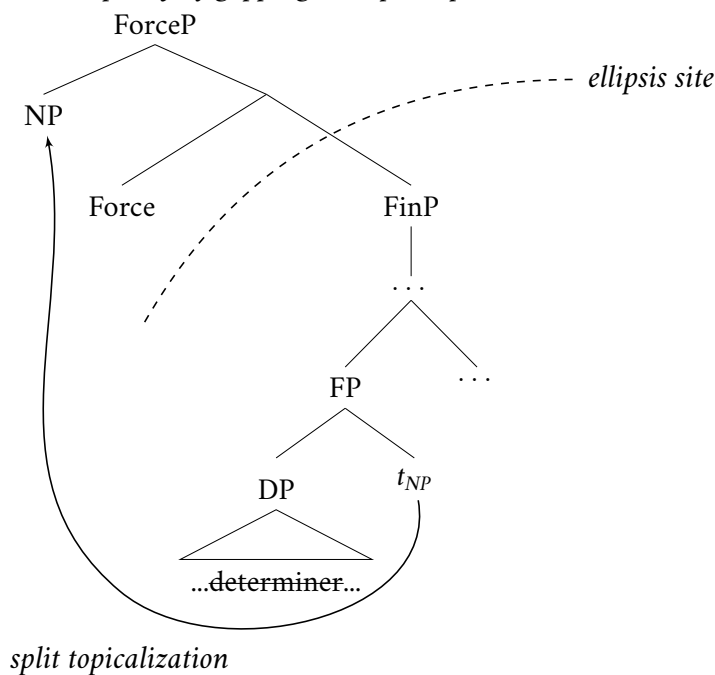 ForceP
ellipsis site
NP
Force
FinP
. . .
FP
. . .
DP
t_NP
...determiner...
split topicalization